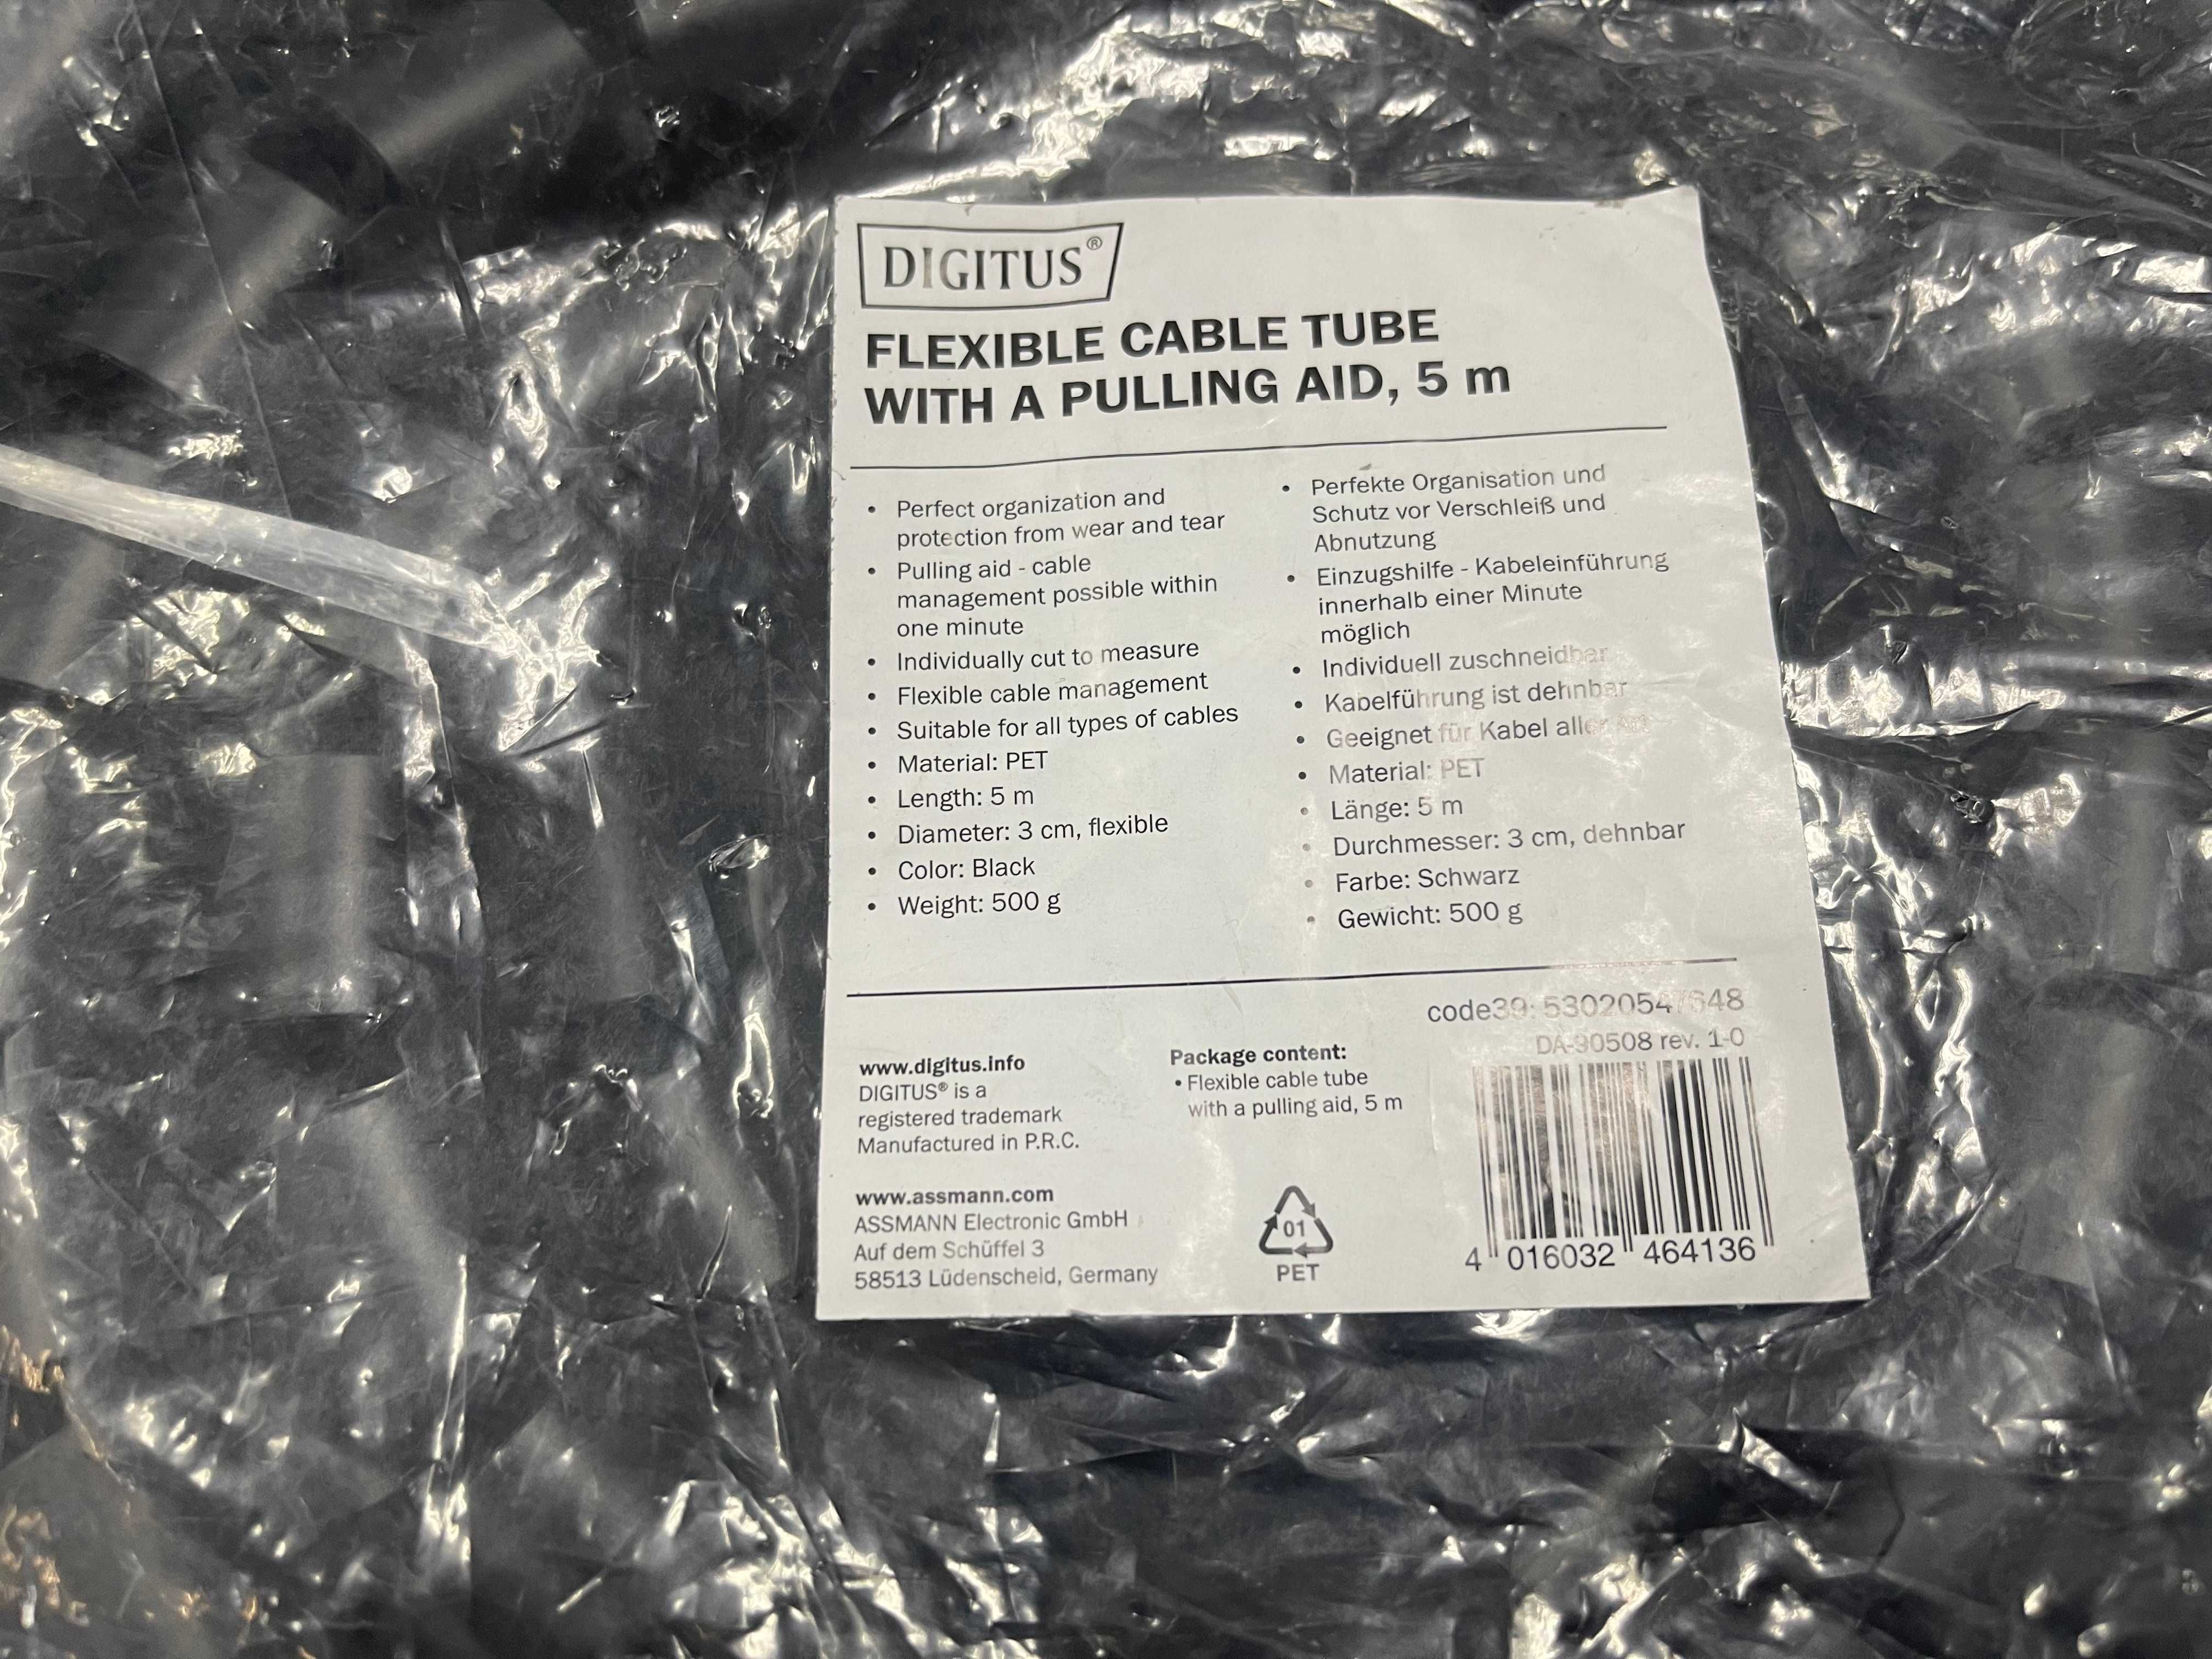 DIGITUS®
FLEXIBLE CABLE TUBE
WITH A PULLING AID, 5 m
• Perfect organization and
protection from wear and tear
• Pulling aid - cable
management possible within
one minute
• Individually cut to measure
• Flexible cable management
• Suitable for all types of cables
• Material: PET
• Length: 5 m
• Diameter: 3 cm, flexible
• Color: Black
• Weight: 500 g
• Perfekte Organisation und
Schutz vor Verschleiß und
Abnutzung
• Einzugshilfe - Kabeleinführung
innerhalb einer Minute
möglich
• Individuell zuschneidbar
• Kabelführung ist dehnbar
• Geeignet für Kabel aller
• Material: PET
• Länge: 5 m
• Durchmesser: 3 cm, dehnbar
• Farbe: Schwarz
• Gewicht: 500 g
code39:
DA-90508 rev. 1-0
www.digitus.info
DIGITUS® is a
registered trademark
Manufactured in P.R.C.
www.assmann.com
ASSMANN Electronic GmbH
Auf dem Schüffel 3
58513 Lüdenscheid, Germany
Package content:
• Flexible cable tube
with a pulling aid, 5 m
01
PET
4 016032 464136